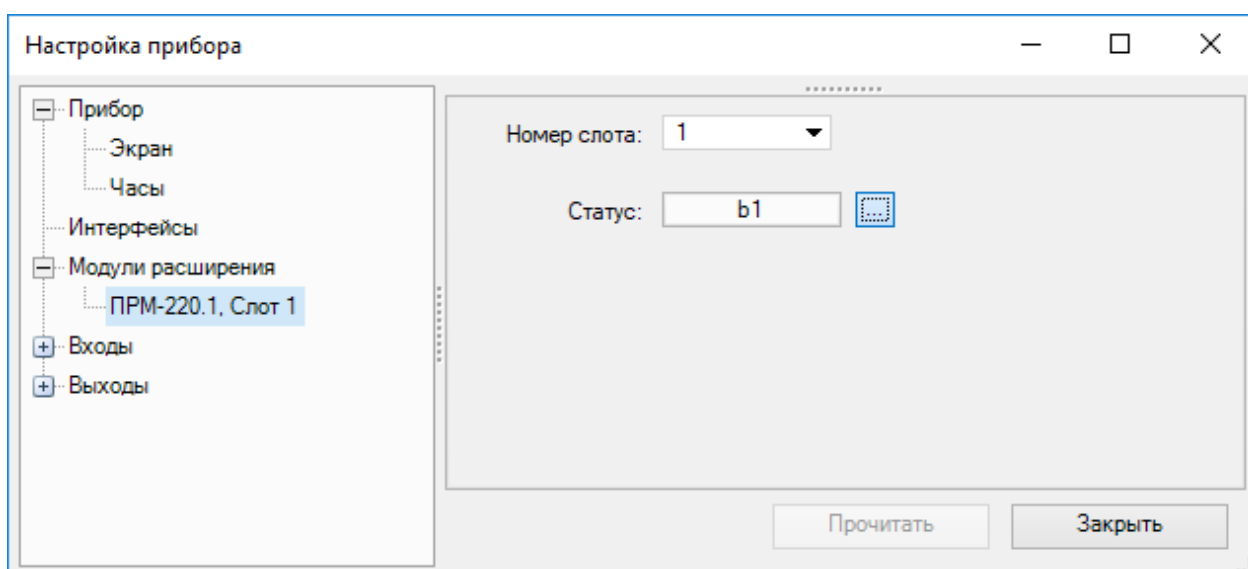 Настройка прибора
Прибор
Экран
Часы
Интерфейсы
Модули расширения
ПРМ-220.1, Слот 1
Входы
Выходы
Номер слота: 1
Статус: b1 ...
Прочитать Закрыть